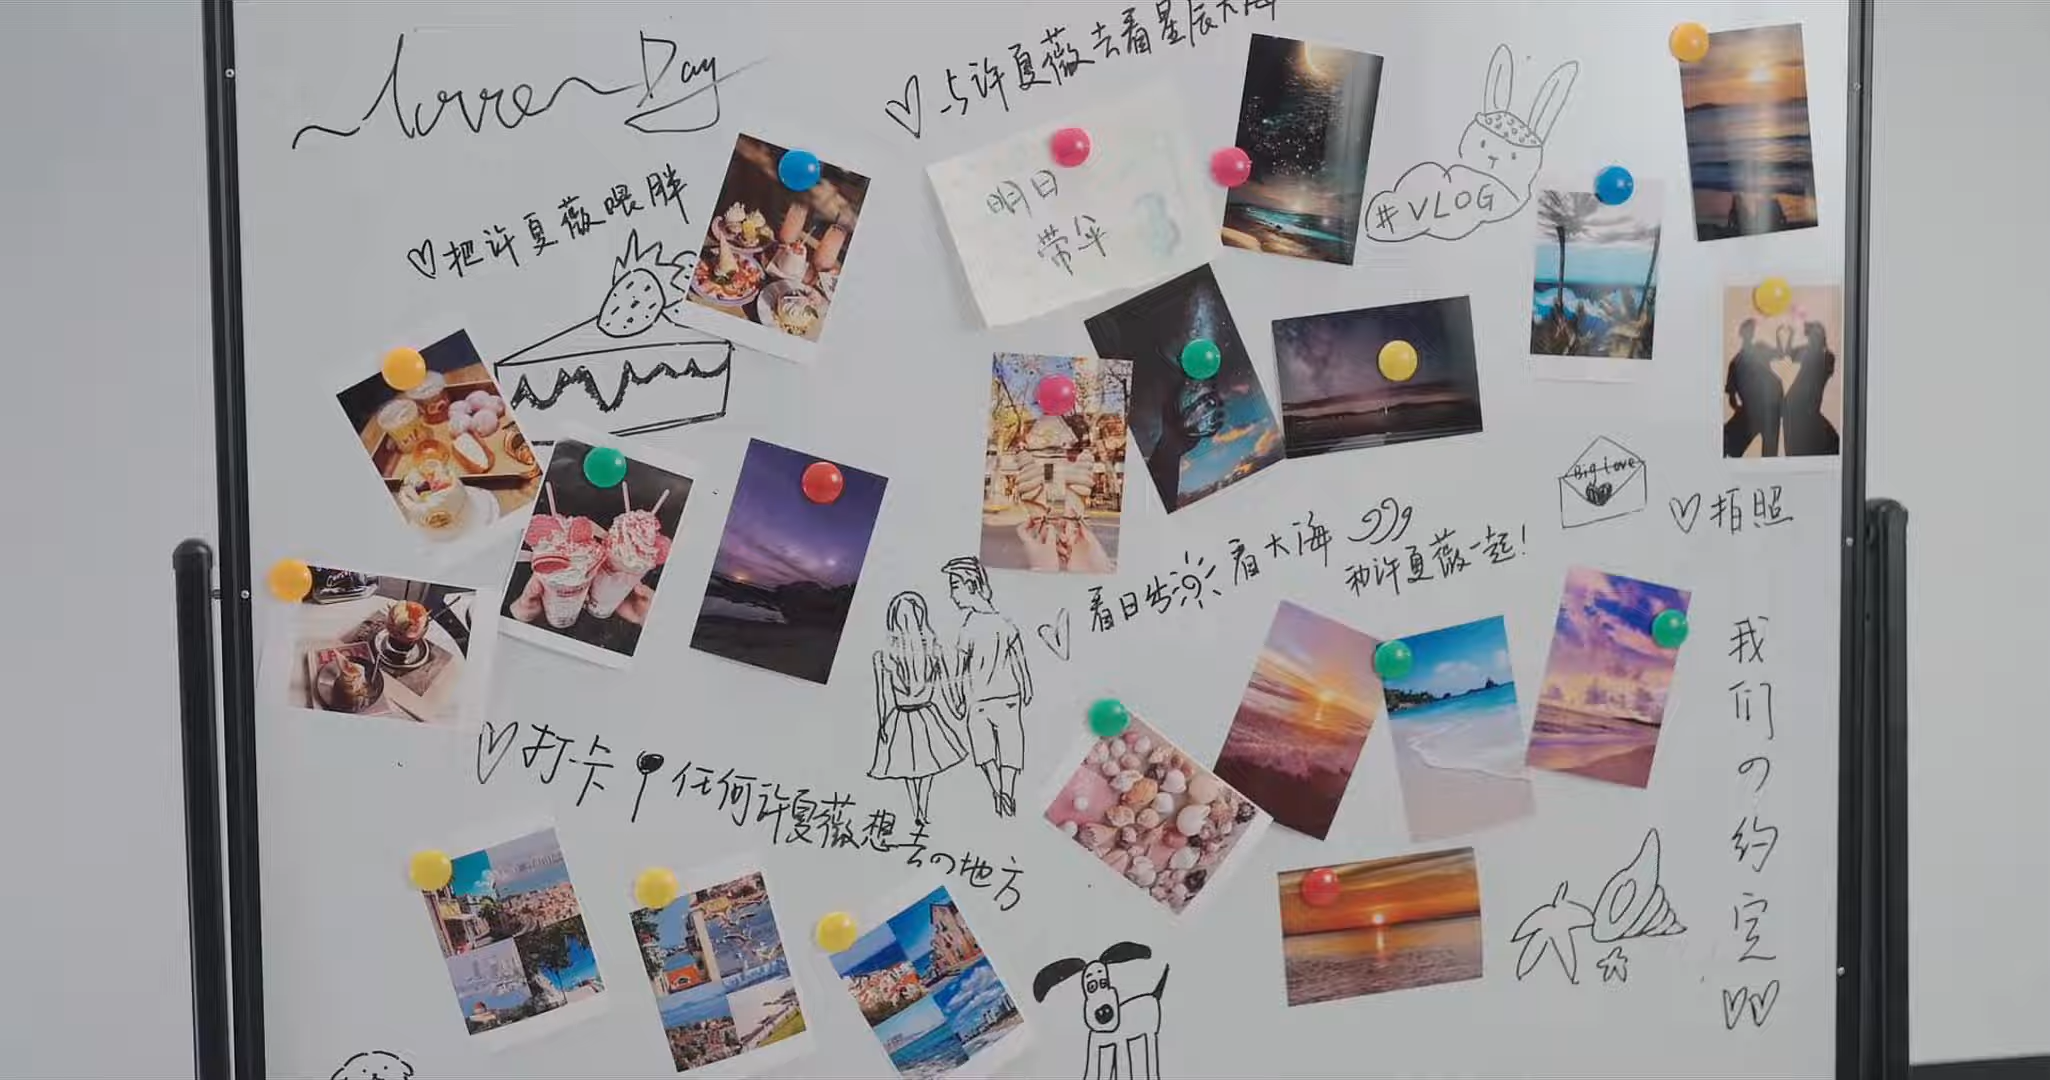 love Day
♡与许夏薇去看星辰大海
明日
带伞
#VLOG
♡把许夏薇喂胖
Big Love
♡拍照
♡看日出 看大海
和许夏薇一起!
♡打卡 任何许夏薇想去の地方
我们の约定♡♡